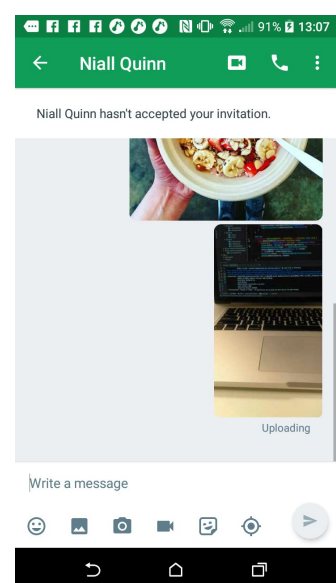 91% 13:07
Niall Quinn
Niall Quinn hasn't accepted your invitation.
Uploading
Write a message